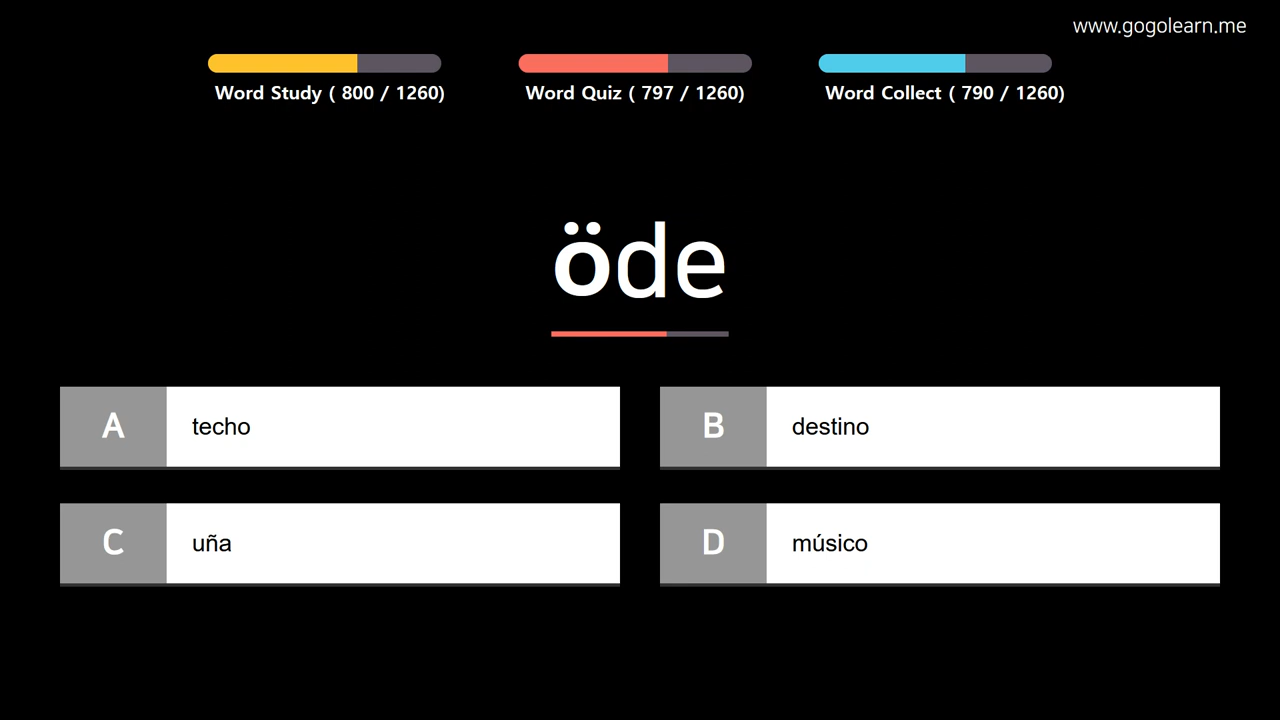 www.gogolearn.me
Word Study ( 800 / 1260)
Word Quiz ( 797 / 1260)
Word Collect ( 790 / 1260)
öde
A techo
B destino
C uña
D músico